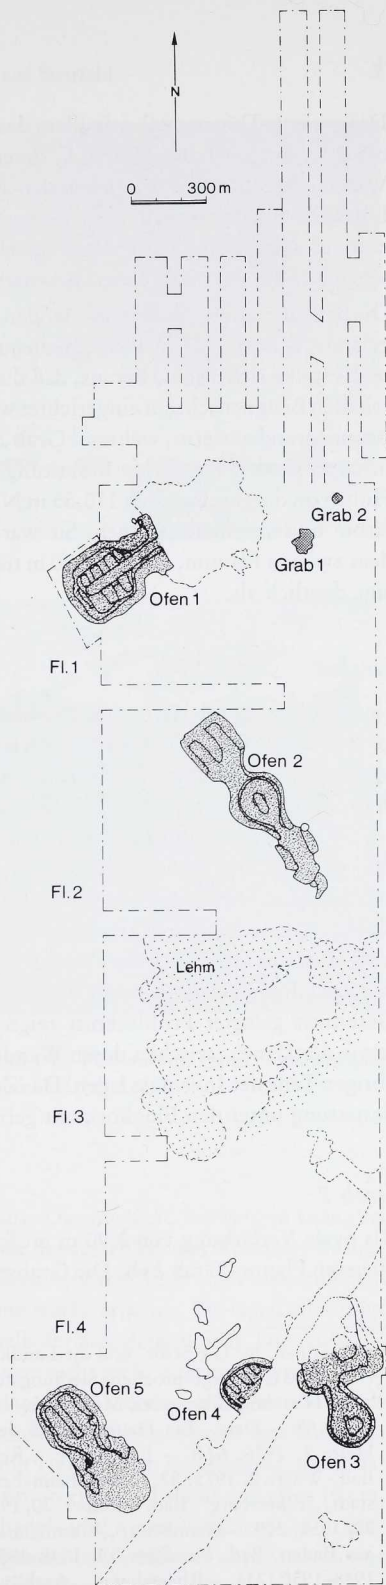 N
0 300 m
Grab 2
Grab 1
Ofen 1
Fl.1
Ofen 2
Fl.2
Lehm
Fl.3
Fl.4
Ofen 5
Ofen 4
Ofen 3